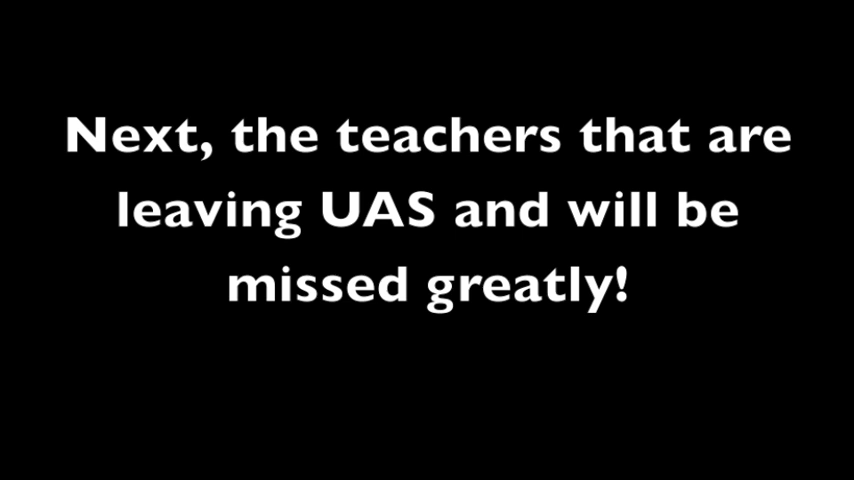 Next, the teachers that are
leaving UAS and will be
missed greatly!